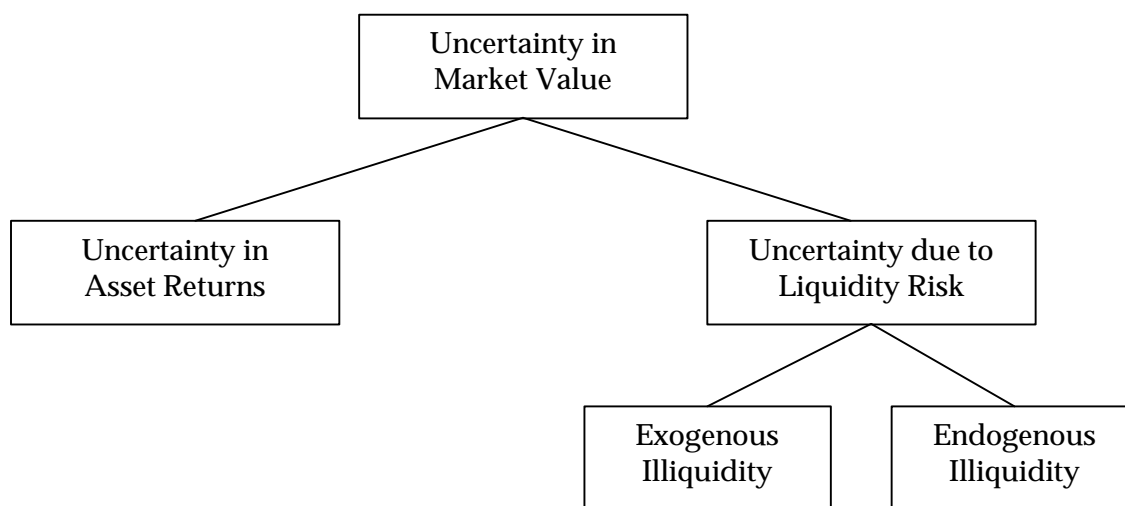 Uncertainty in
Market Value
Uncertainty in
Asset Returns
Uncertainty due to
Liquidity Risk
Exogenous
Illiquidity
Endogenous
Illiquidity